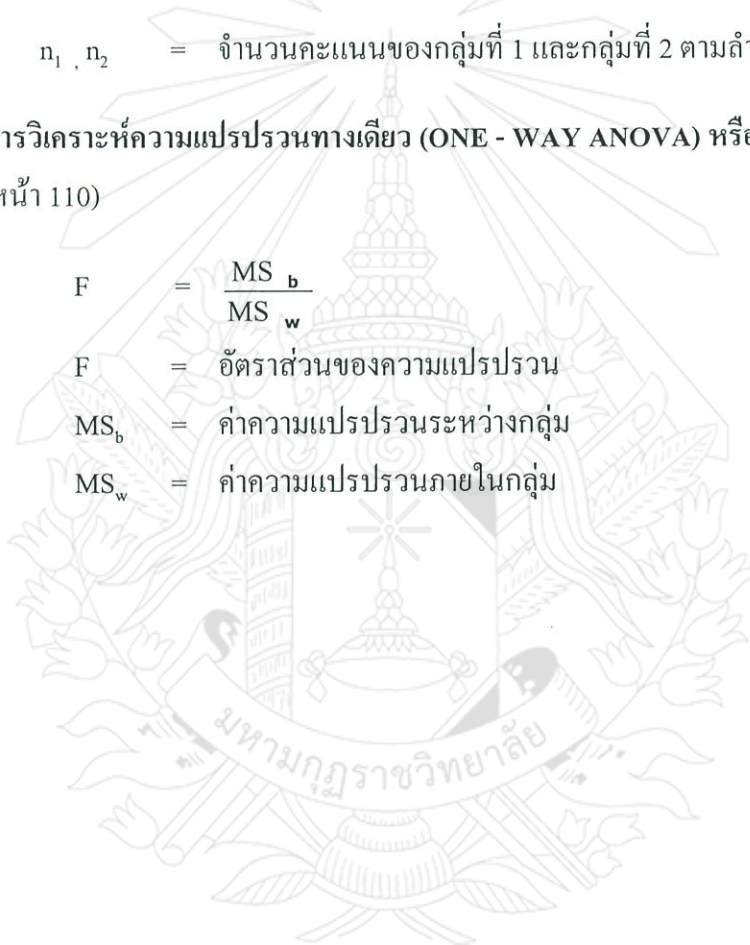 n₁ , n₂ = จำนวนคะแนนของกลุ่มที่ 1 และกลุ่มที่ 2 ตามลำ
ารวิเคราะห์ความแปรปรวนทางเดียว (ONE - WAY ANOVA) หรือ
หน้า 110)
F = MS b
MS w
F = อัตราส่วนของความแปรปรวน
MS_b = ค่าความแปรปรวนระหว่างกลุ่ม
MS_w = ค่าความแปรปรวนภายในกลุ่ม
มหามกุฏราชวิทยาลัย